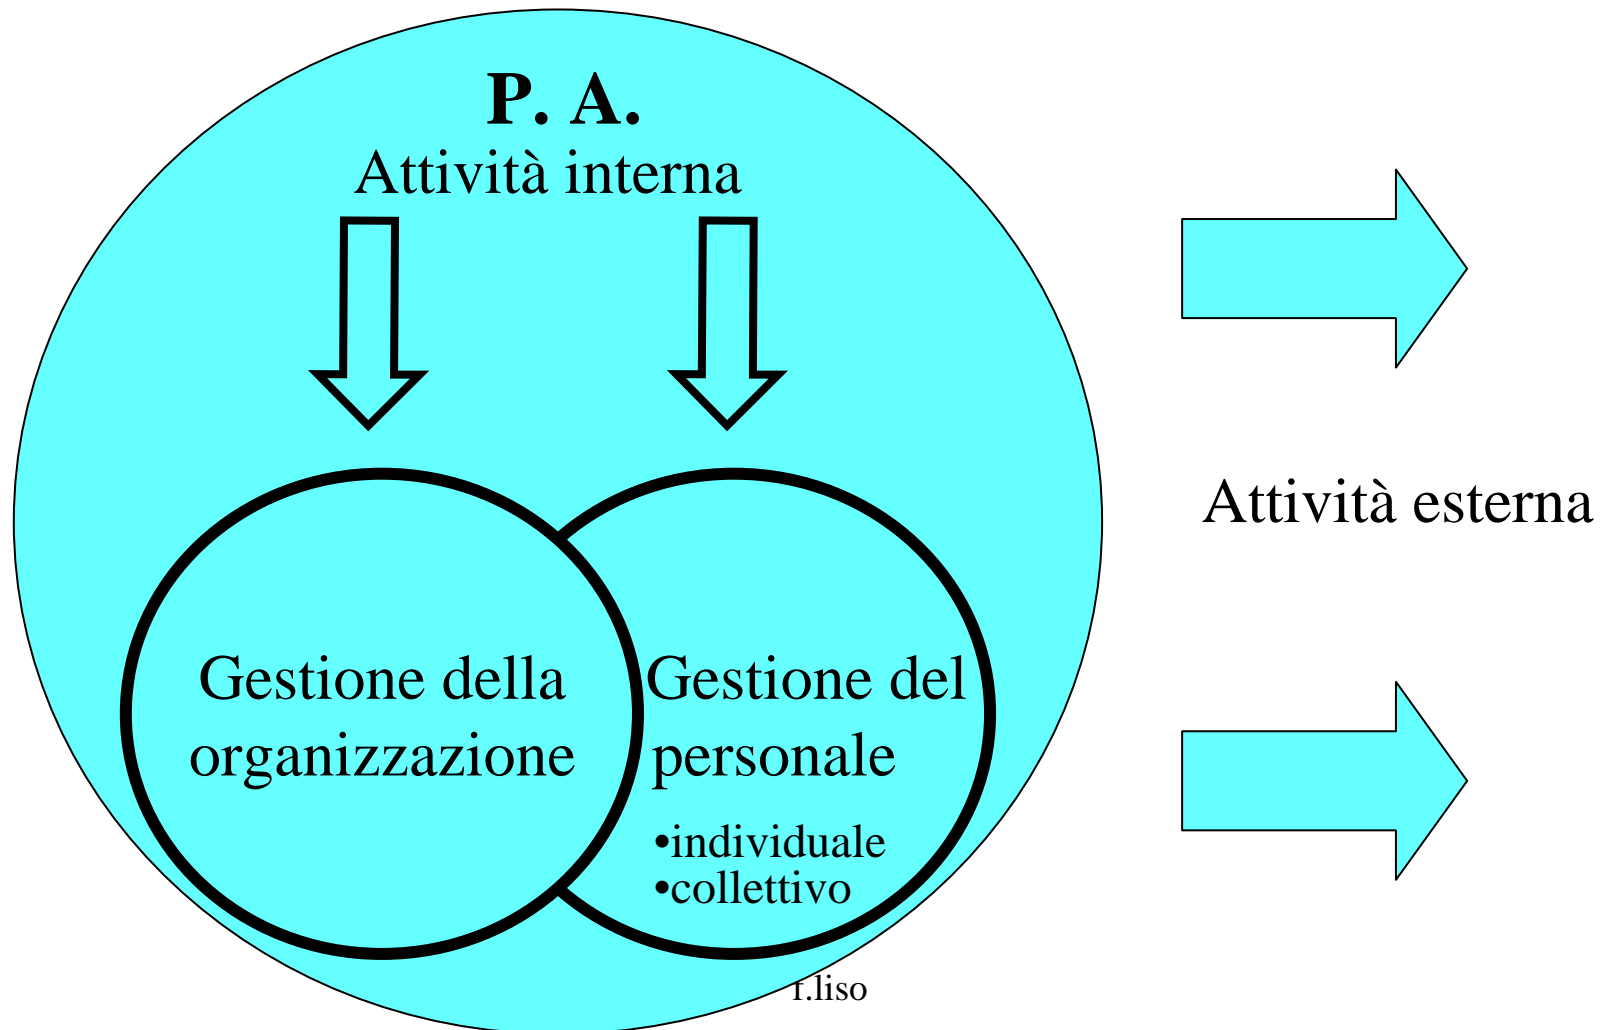 P. A.
Attività interna
Attività esterna
Gestione della
organizzazione
Gestione del
personale
•individuale
•collettivo
f.liso